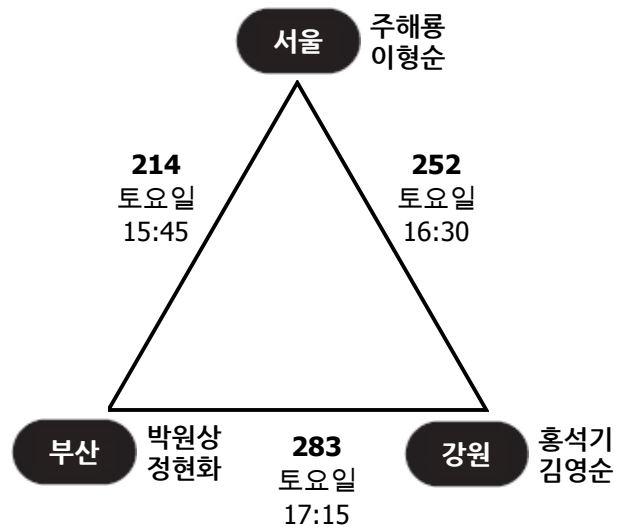 서울
주해룡
이형순
214
토요일
15:45
252
토요일
16:30
부산
박원상
정현화
283
토요일
17:15
강원
홍석기
김영순